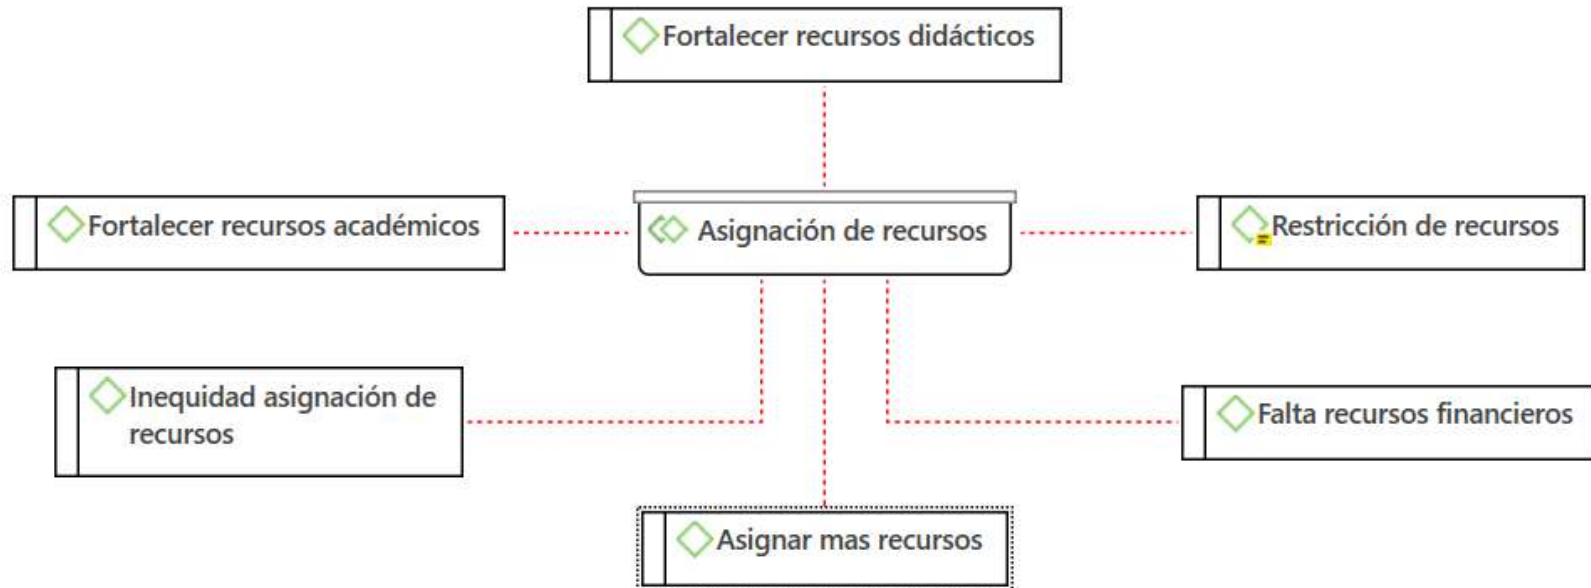 Fortalecer recursos didácticos
Fortalecer recursos académicos
Asignación de recursos
Restricción de recursos
Inequidad asignación de
recursos
Falta recursos financieros
Asignar mas recursos